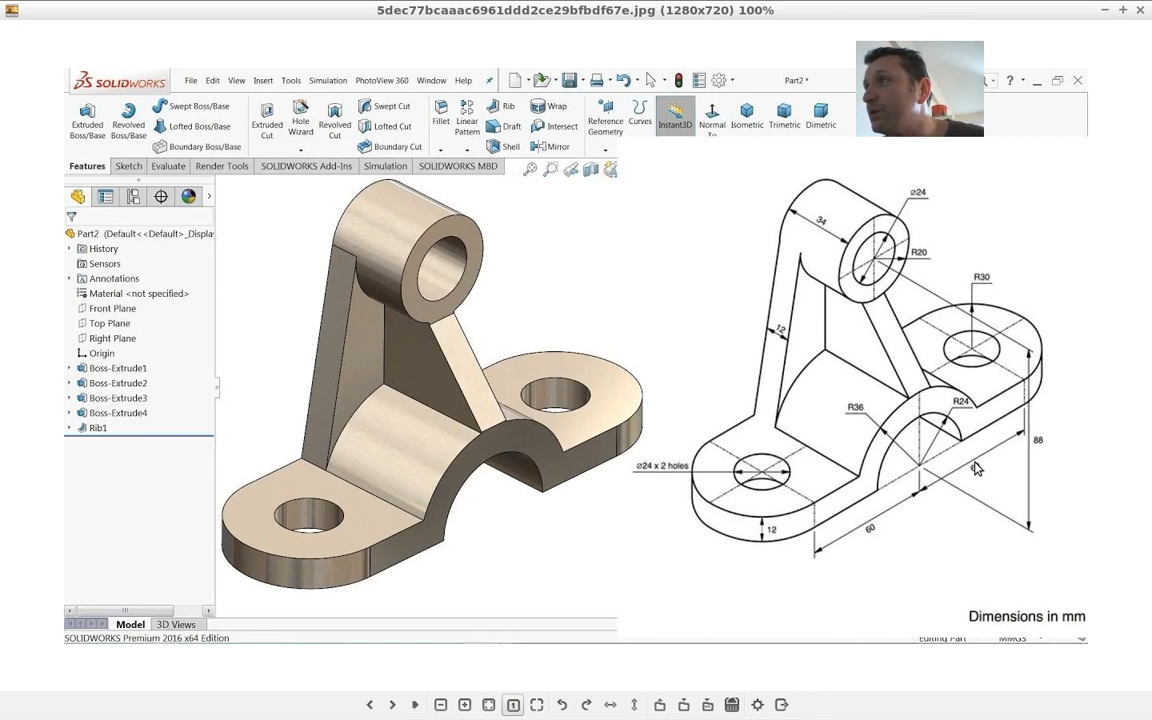 5dec77bcaaac6961ddd2ce29bfbdf67e.jpg (1280x720) 100%
SOLIDWORKS File Edit View Insert Tools Simulation PhotoView 360 Window Help Part2 * ?
Extruded Boss/Base
Revolved Boss/Base
Swept Boss/Base
Lofted Boss/Base
Boundary Boss/Base
Extruded Cut
Hole Wizard
Revolved Cut
Swept Cut
Lofted Cut
Boundary Cut
Fillet
Linear Pattern
Rib
Draft
Shell
Wrap
Intersect
Mirror
Reference Geometry
Curves
Instant3D
Normal To
Isometric
Trimetric
Dimetric
Features Sketch Evaluate Render Tools SOLIDWORKS Add-Ins Simulation SOLIDWORKS MBD
Part2 (Default<<Default>_Displa
History
Sensors
Annotations
Material <not specified>
Front Plane
Top Plane
Right Plane
Origin
Boss-Extrude1
Boss-Extrude2
Boss-Extrude3
Boss-Extrude4
Rib1
⌀24
34
R20
R30
12
R36
R24
88
⌀24 x 2 holes
12
60
Dimensions in mm
Model 3D Views
SOLIDWORKS Premium 2016 x64 Edition
Editing Part MMGS